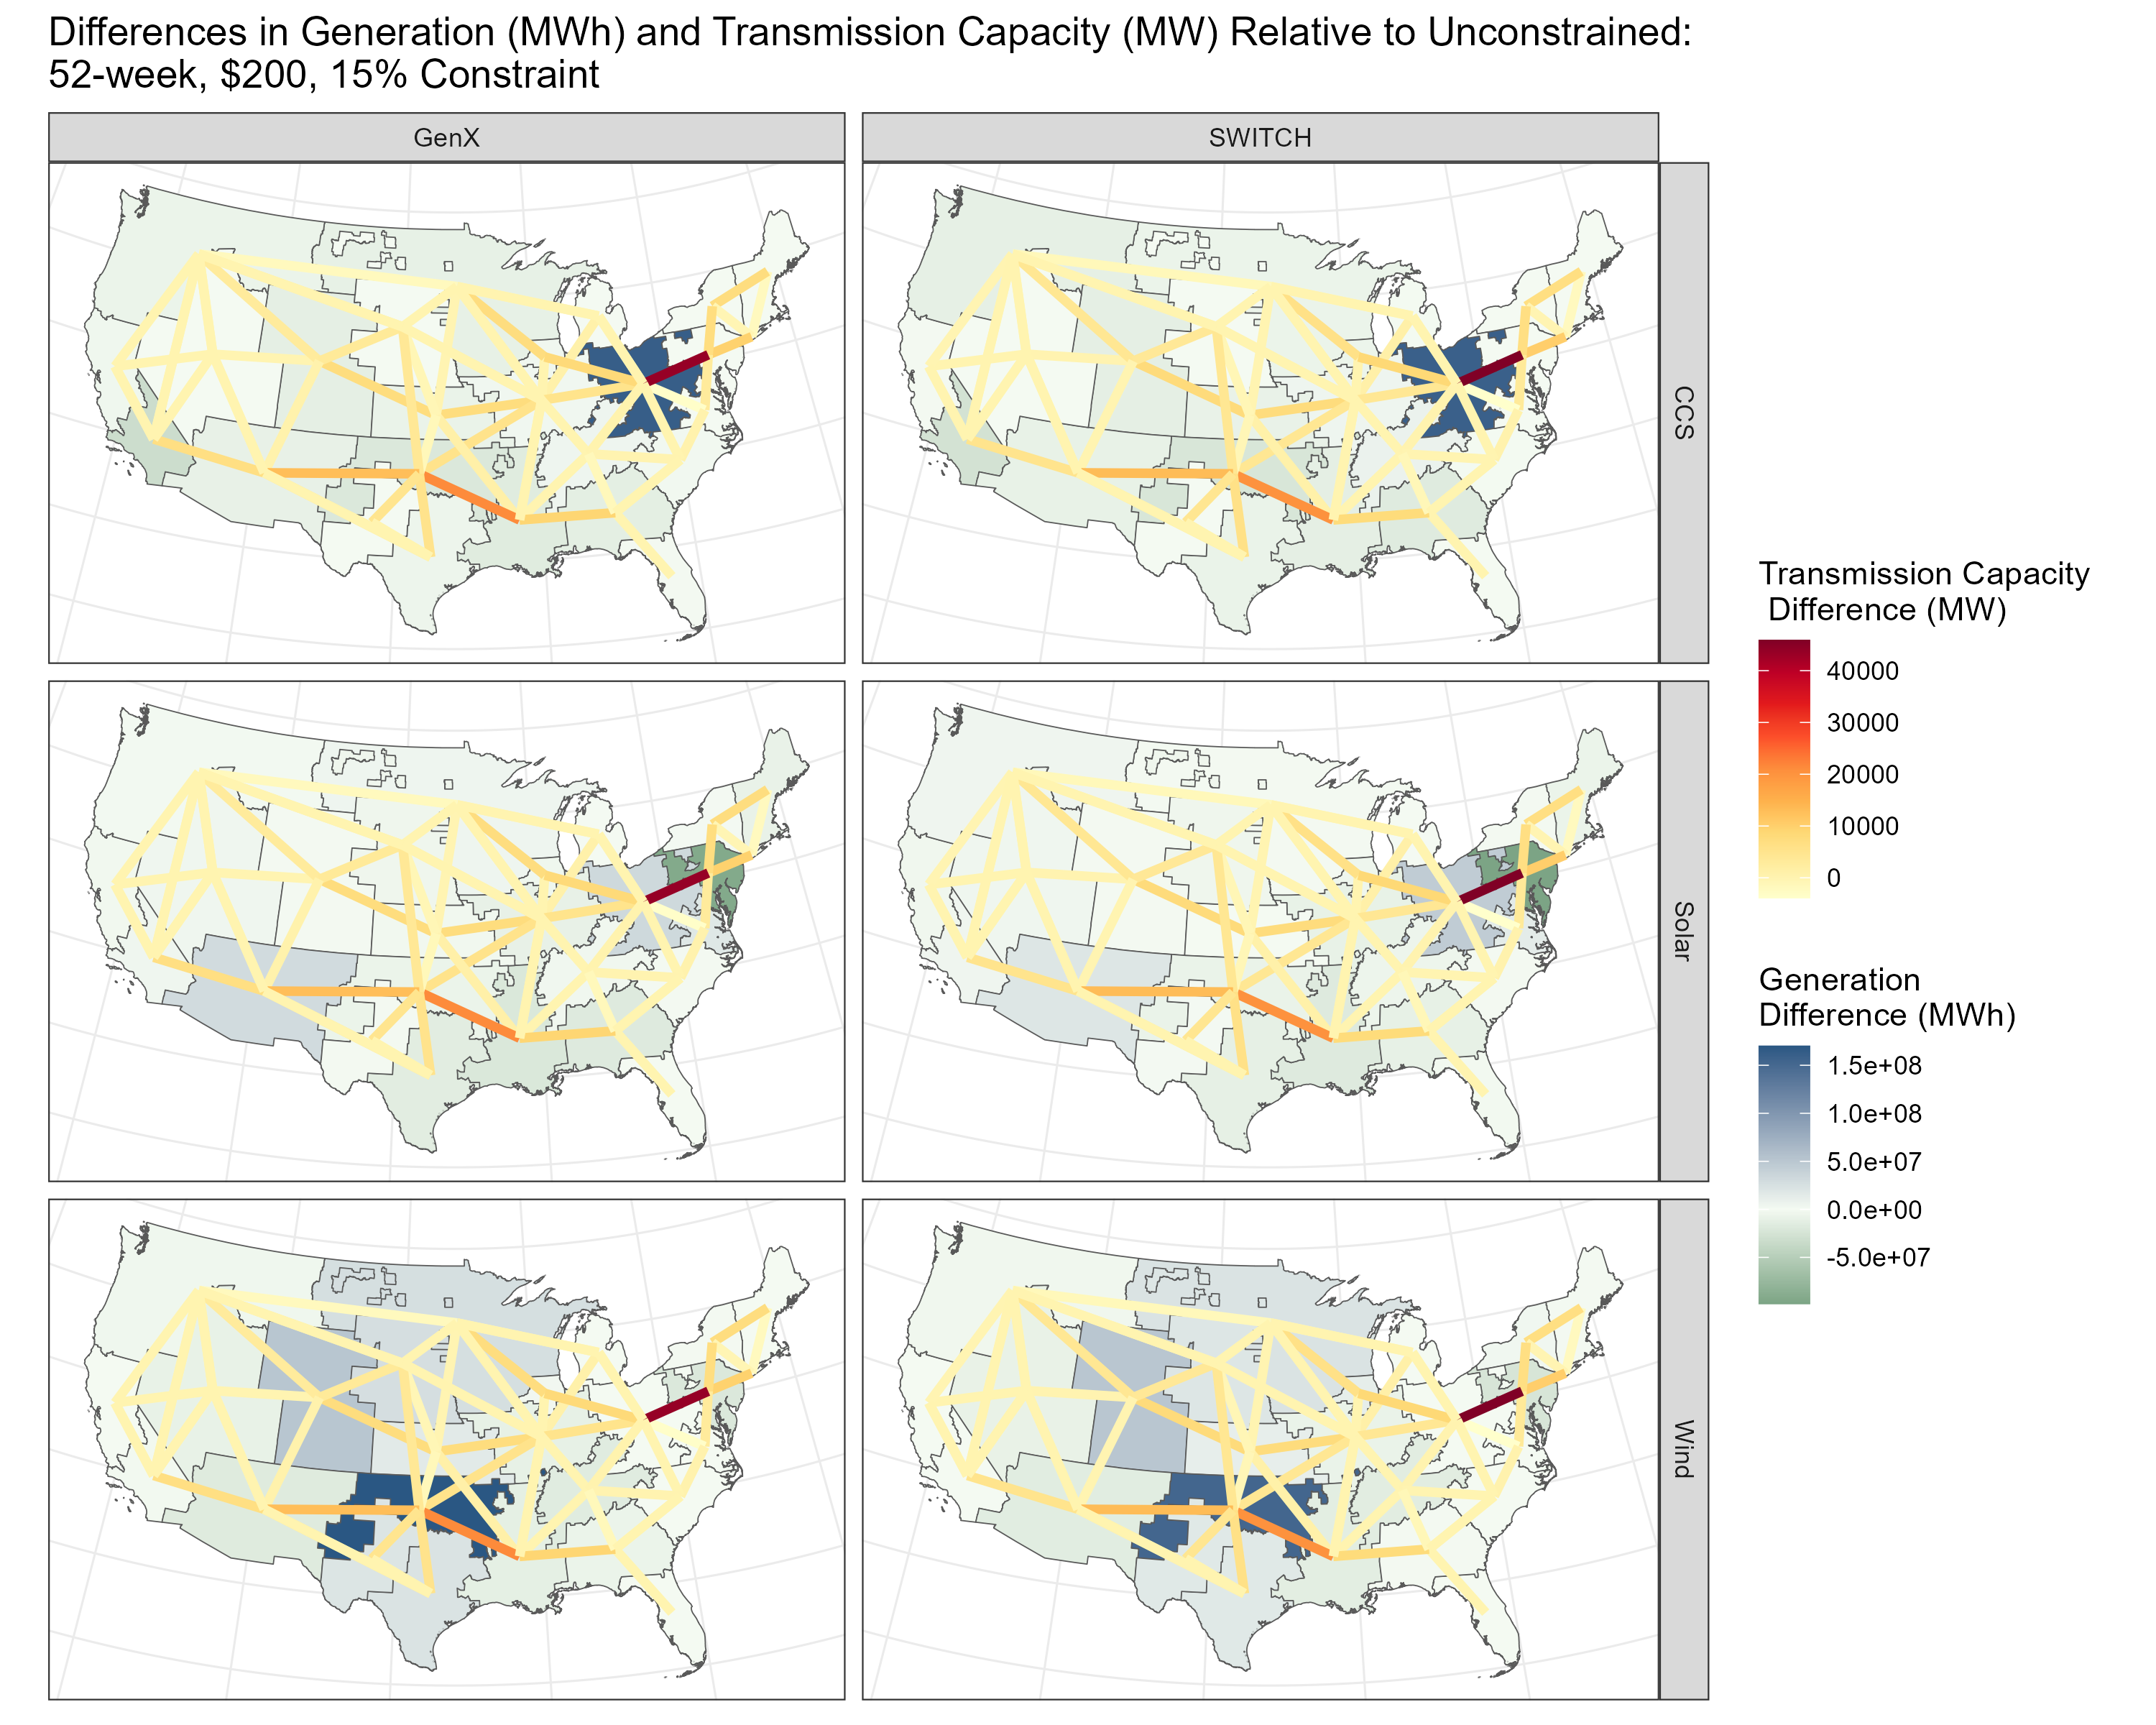 Differences in Generation (MWh) and Transmission Capacity (MW) Relative to Unconstrained:
52-week, $200, 15% Constraint
GenX
SWITCH
CCS
Solar
Wind
Transmission Capacity
Difference (MW)
40000
30000
20000
10000
0
Generation
Difference (MWh)
1.5e+08
1.0e+08
5.0e+07
0.0e+00
-5.0e+07